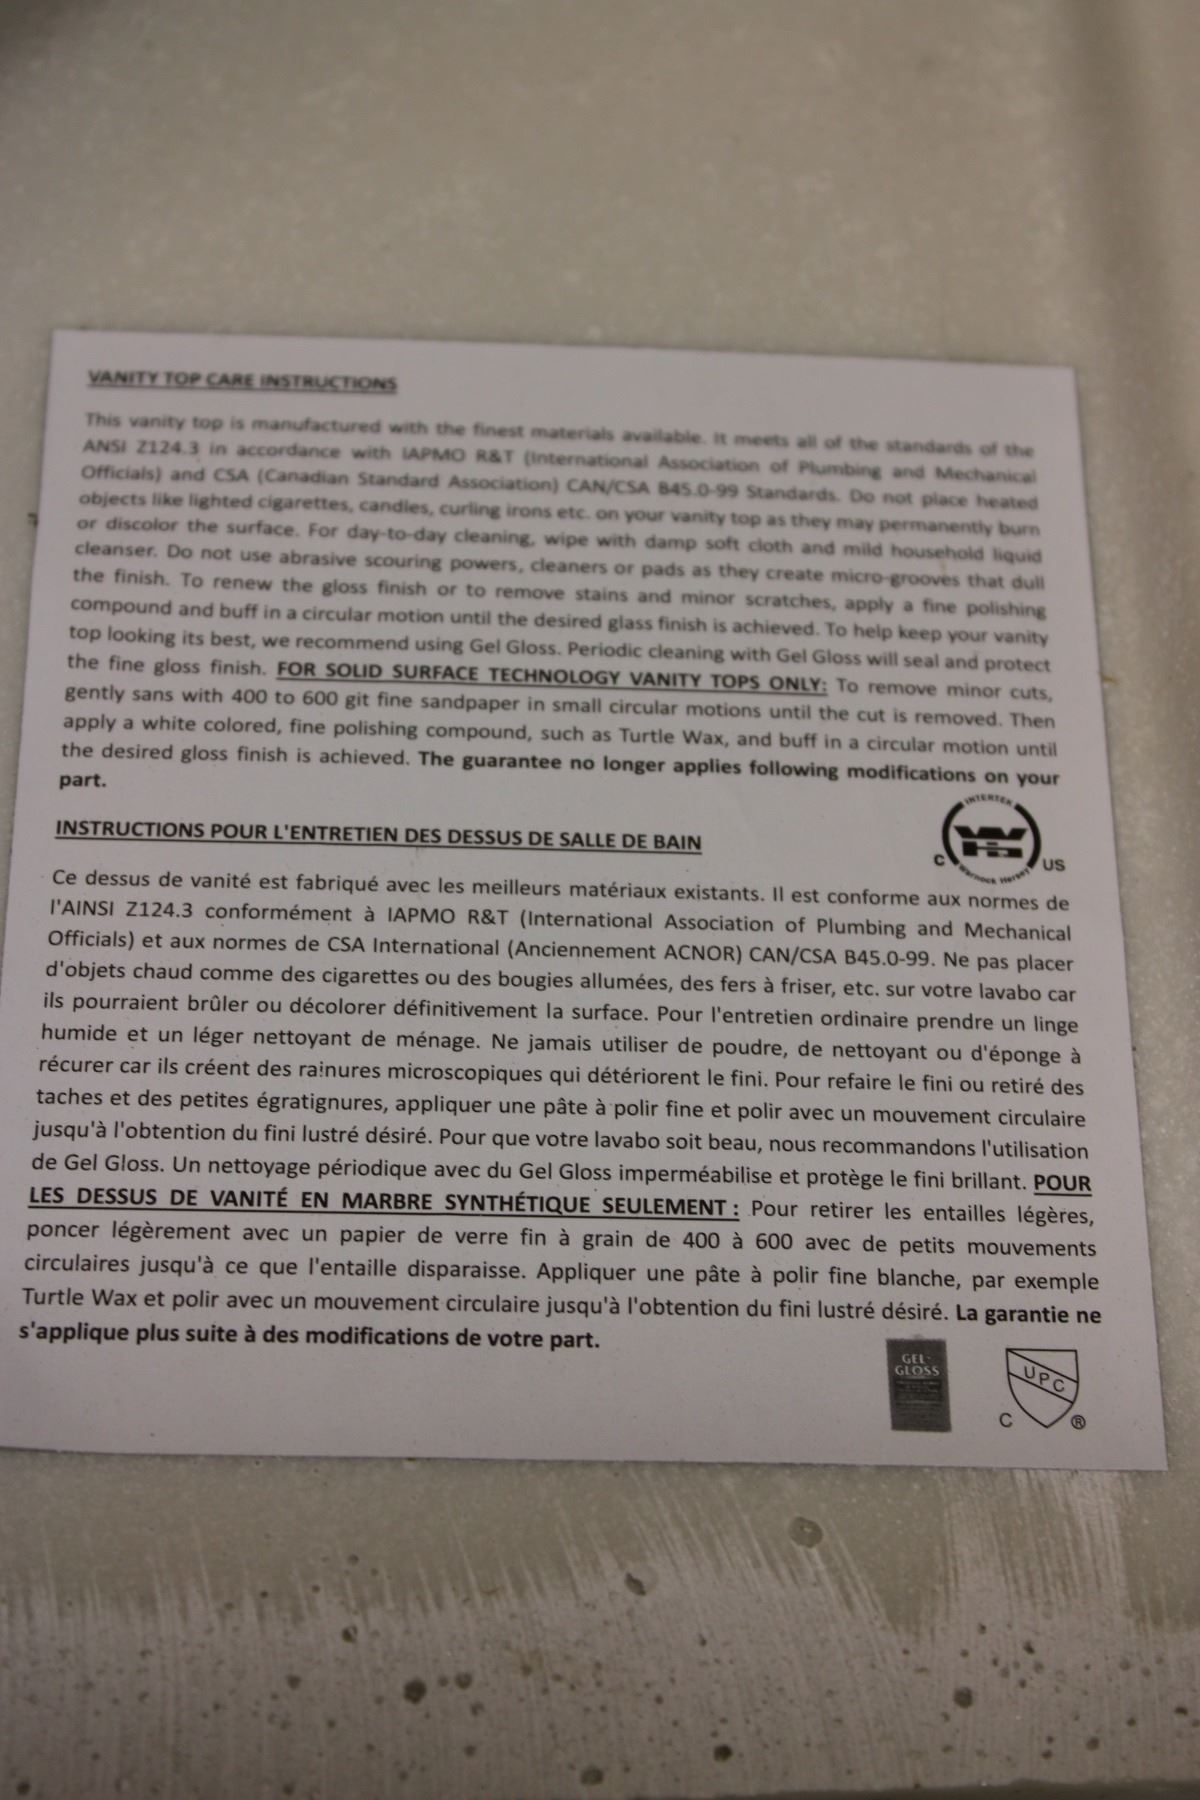 VANITY TOP CARE INSTRUCTIONS
This vanity top is manufactured with the finest materials available. It meets all of the standards of the
ANSI Z124.3 in accordance with IAPMO R&T (International Association of Plumbing and Mechanical
Officials) and CSA (Canadian Standard Association) CAN/CSA B45.0-99 Standards. Do not place heated
objects like lighted cigarettes, candles, curling irons etc. on your vanity top as they may permanently burn
or discolor the surface. For day-to-day cleaning, wipe with damp soft cloth and mild household liquid
cleanser. Do not use abrasive scouring powers, cleaners or pads as they create micro-grooves that dull
the finish. To renew the gloss finish or to remove stains and minor scratches, apply a fine polishing
compound and buff in a circular motion until the desired glass finish is achieved. To help keep your vanity
top looking its best, we recommend using Gel Gloss. Periodic cleaning with Gel Gloss will seal and protect
the fine gloss finish. FOR SOLID SURFACE TECHNOLOGY VANITY TOPS ONLY: To remove minor cuts,
gently sans with 400 to 600 git fine sandpaper in small circular motions until the cut is removed. Then
apply a white colored, fine polishing compound, such as Turtle Wax, and buff in a circular motion until
the desired gloss finish is achieved. The guarantee no longer applies following modifications on your
part.
INTERTEK
C WH US
Warnock Hersey
INSTRUCTIONS POUR L'ENTRETIEN DES DESSUS DE SALLE DE BAIN
Ce dessus de vanité est fabriqué avec les meilleurs matériaux existants. Il est conforme aux normes de
l'AINSI Z124.3 conformément à IAPMO R&T (International Association of Plumbing and Mechanical
Officials) et aux normes de CSA International (Anciennement ACNOR) CAN/CSA B45.0-99. Ne pas placer
d'objets chaud comme des cigarettes ou des bougies allumées, des fers à friser, etc. sur votre lavabo car
ils pourraient brûler ou décolorer définitivement la surface. Pour l'entretien ordinaire prendre un linge
humide et un léger nettoyant de ménage. Ne jamais utiliser de poudre, de nettoyant ou d'éponge à
récurer car ils créent des rainures microscopiques qui détériorent le fini. Pour refaire le fini ou retiré des
taches et des petites égratignures, appliquer une pâte à polir fine et polir avec un mouvement circulaire
jusqu'à l'obtention du fini lustré désiré. Pour que votre lavabo soit beau, nous recommandons l'utilisation
de Gel Gloss. Un nettoyage périodique avec du Gel Gloss imperméabilise et protège le fini brillant. POUR
LES DESSUS DE VANITÉ EN MARBRE SYNTHÉTIQUE SEULEMENT : Pour retirer les entailles légères,
poncer légèrement avec un papier de verre fin à grain de 400 à 600 avec de petits mouvements
circulaires jusqu'à ce que l'entaille disparaisse. Appliquer une pâte à polir fine blanche, par exemple
Turtle Wax et polir avec un mouvement circulaire jusqu'à l'obtention du fini lustré désiré. La garantie ne
s'applique plus suite à des modifications de votre part.
GEL-
GLOSS
UPC
C ®